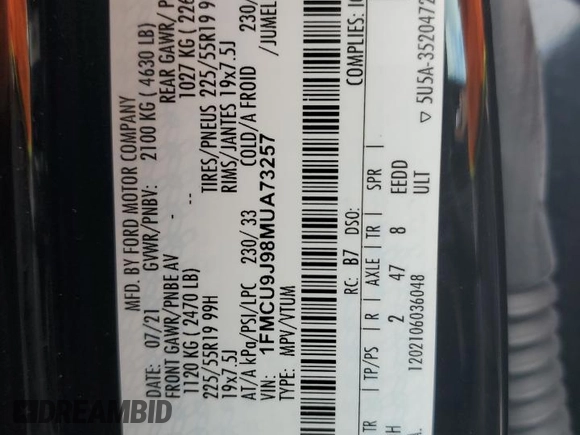 MFD. BY FORD MOTOR COMPANY
DATE: 07/21 GVWR/PNBV: 2100 KG ( 4630 LB)
FRONT GAWR/PNBE AV REAR GAWR/
1120 KG ( 2470 LB) 1027 KG ( 226
225/55R19 99H TIRES/PNEUS 225/55R19 9
19x7.5J RIMS/JANTES 19x7.5J
AT/A kPa/PSI/LPC 230/ 33 COLD/A FROID 230/
1FMCU9J98MUA73257 /JUMEL
TYPE: MPV/VTUM
COMPLIES
RC: B7 DSO:
TR TP/PS R AXLE TR SPR
H 2 47 8 EEDD
A. ULT
1202106036048
5U5A-3520472
DREAMBID